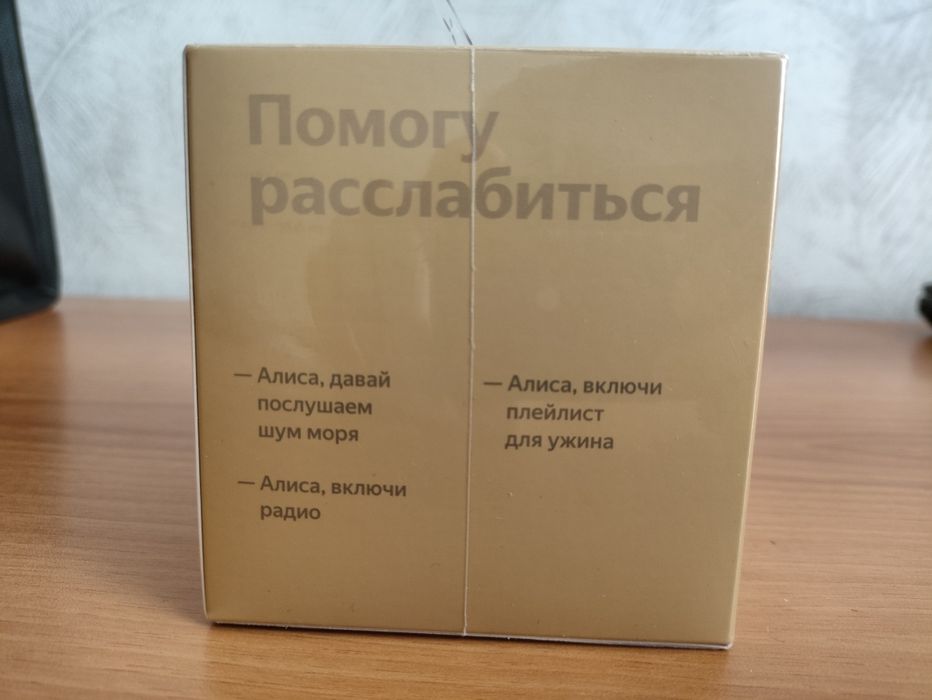 Помогу
расслабиться
— Алиса, давай
послушаем
шум моря
— Алиса, включи
радио
— Алиса, включи
плейлист
для ужина